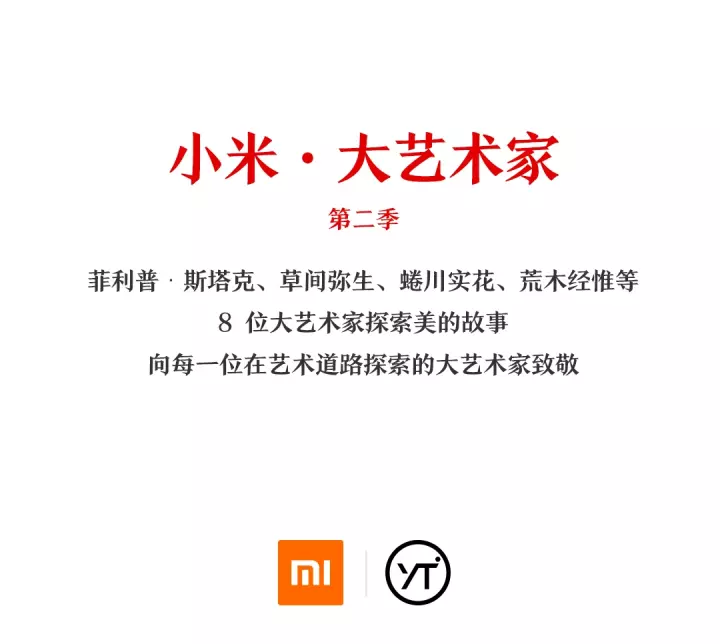 小米·大艺术家
第二季
菲利普·斯塔克、草间弥生、蜷川实花、荒木经惟等
8 位大艺术家探索美的故事
向每一位在艺术道路探索的大艺术家致敬
mi YT